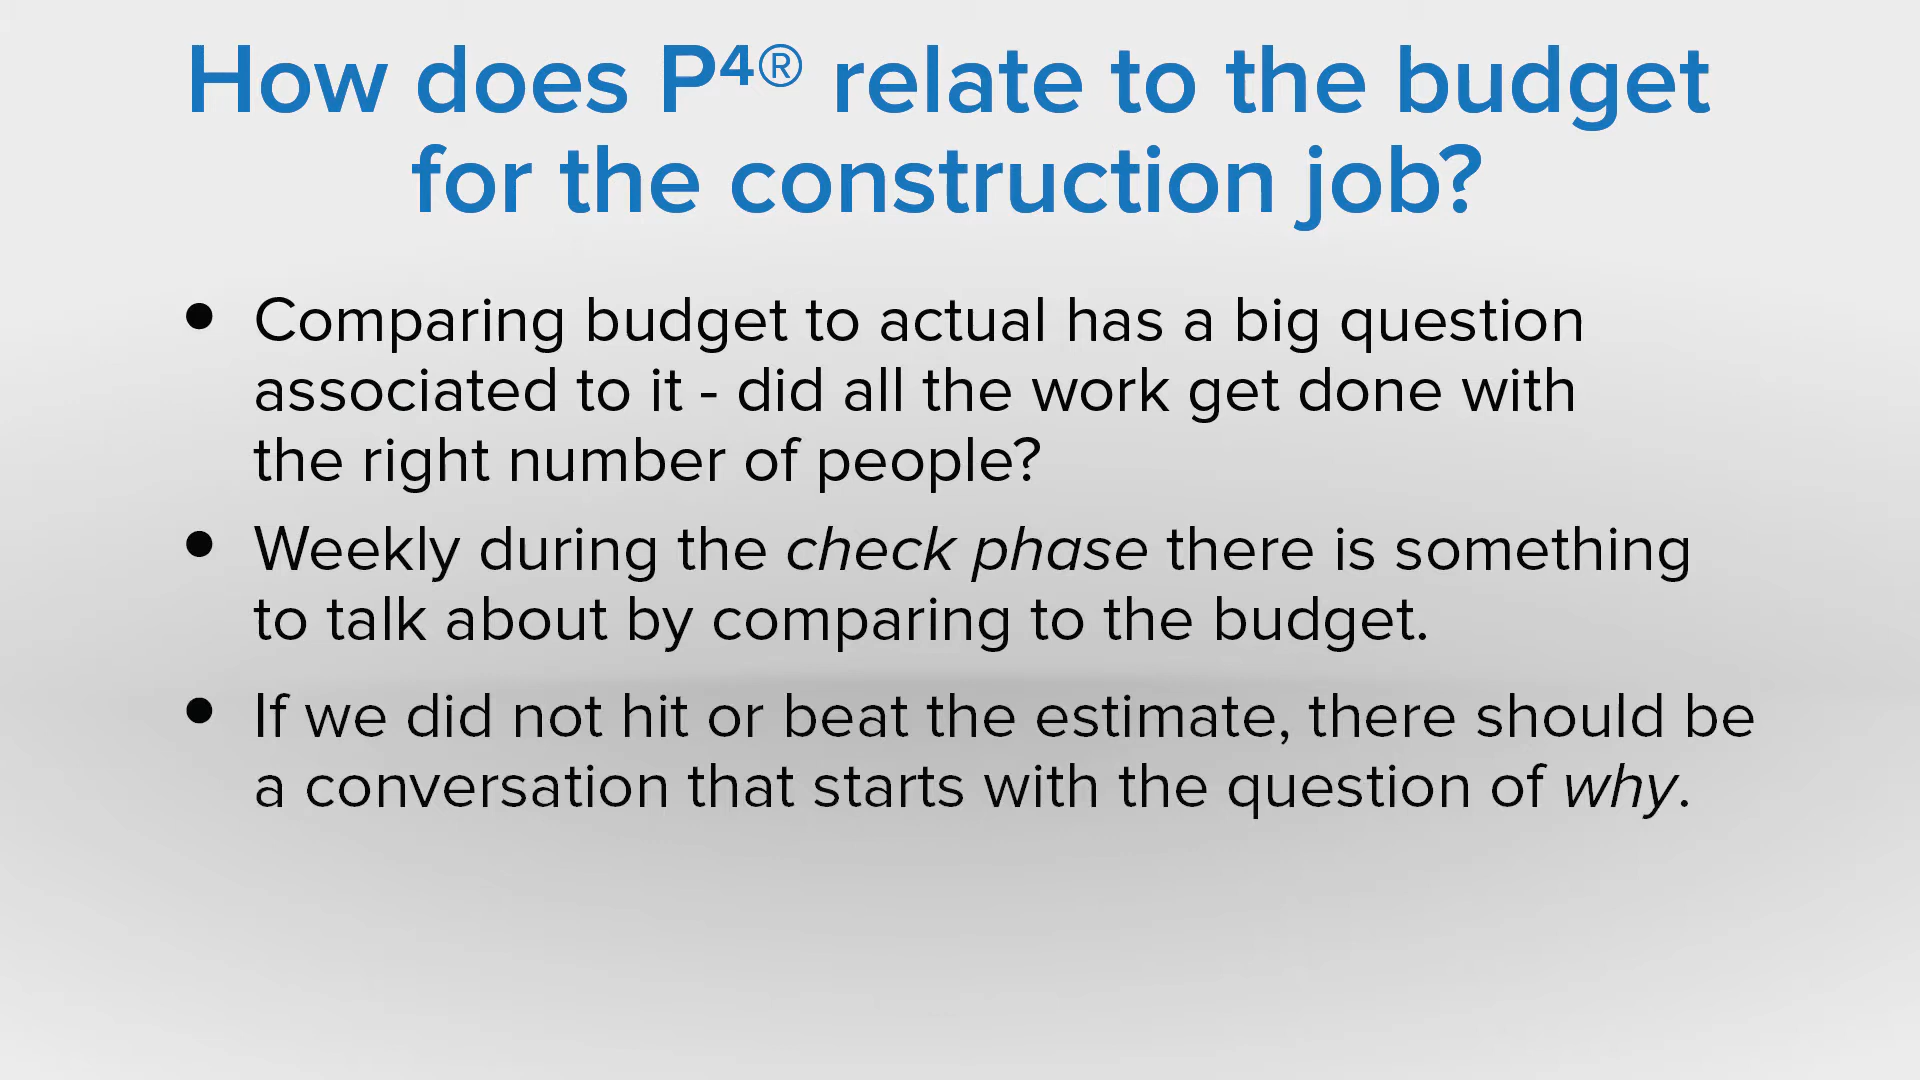 How does P⁴® relate to the budget
for the construction job?
• Comparing budget to actual has a big question
associated to it - did all the work get done with
the right number of people?
• Weekly during the check phase there is something
to talk about by comparing to the budget.
• If we did not hit or beat the estimate, there should be
a conversation that starts with the question of why.